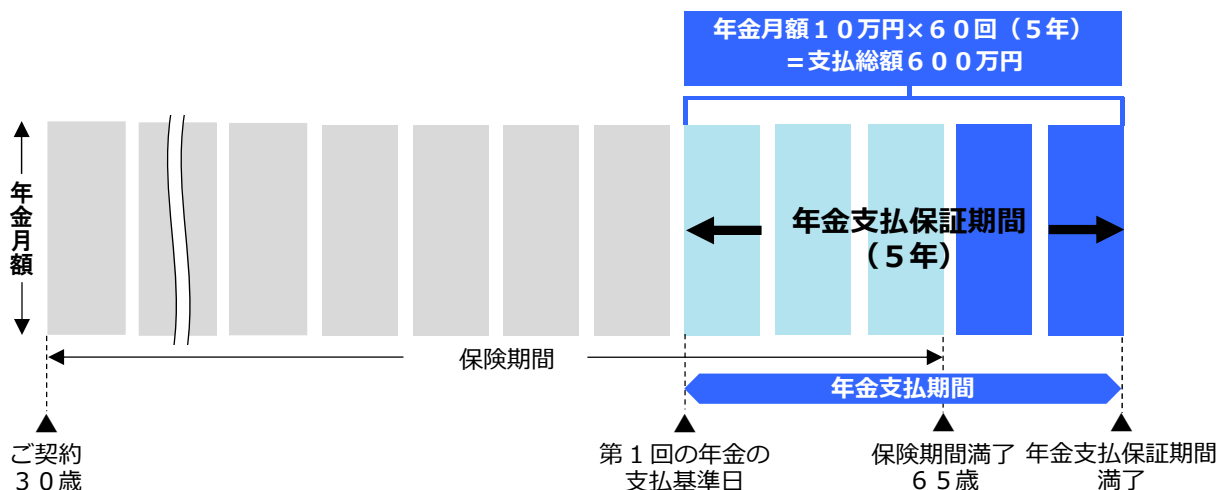 年金月額１０万円×６０回（５年）
＝支払総額６００万円
年金月額
年金支払保証期間
（５年）
保険期間
年金支払期間
ご契約
３０歳
第１回の年金の
支払基準日
保険期間満了
６５歳
年金支払保証期間
満了